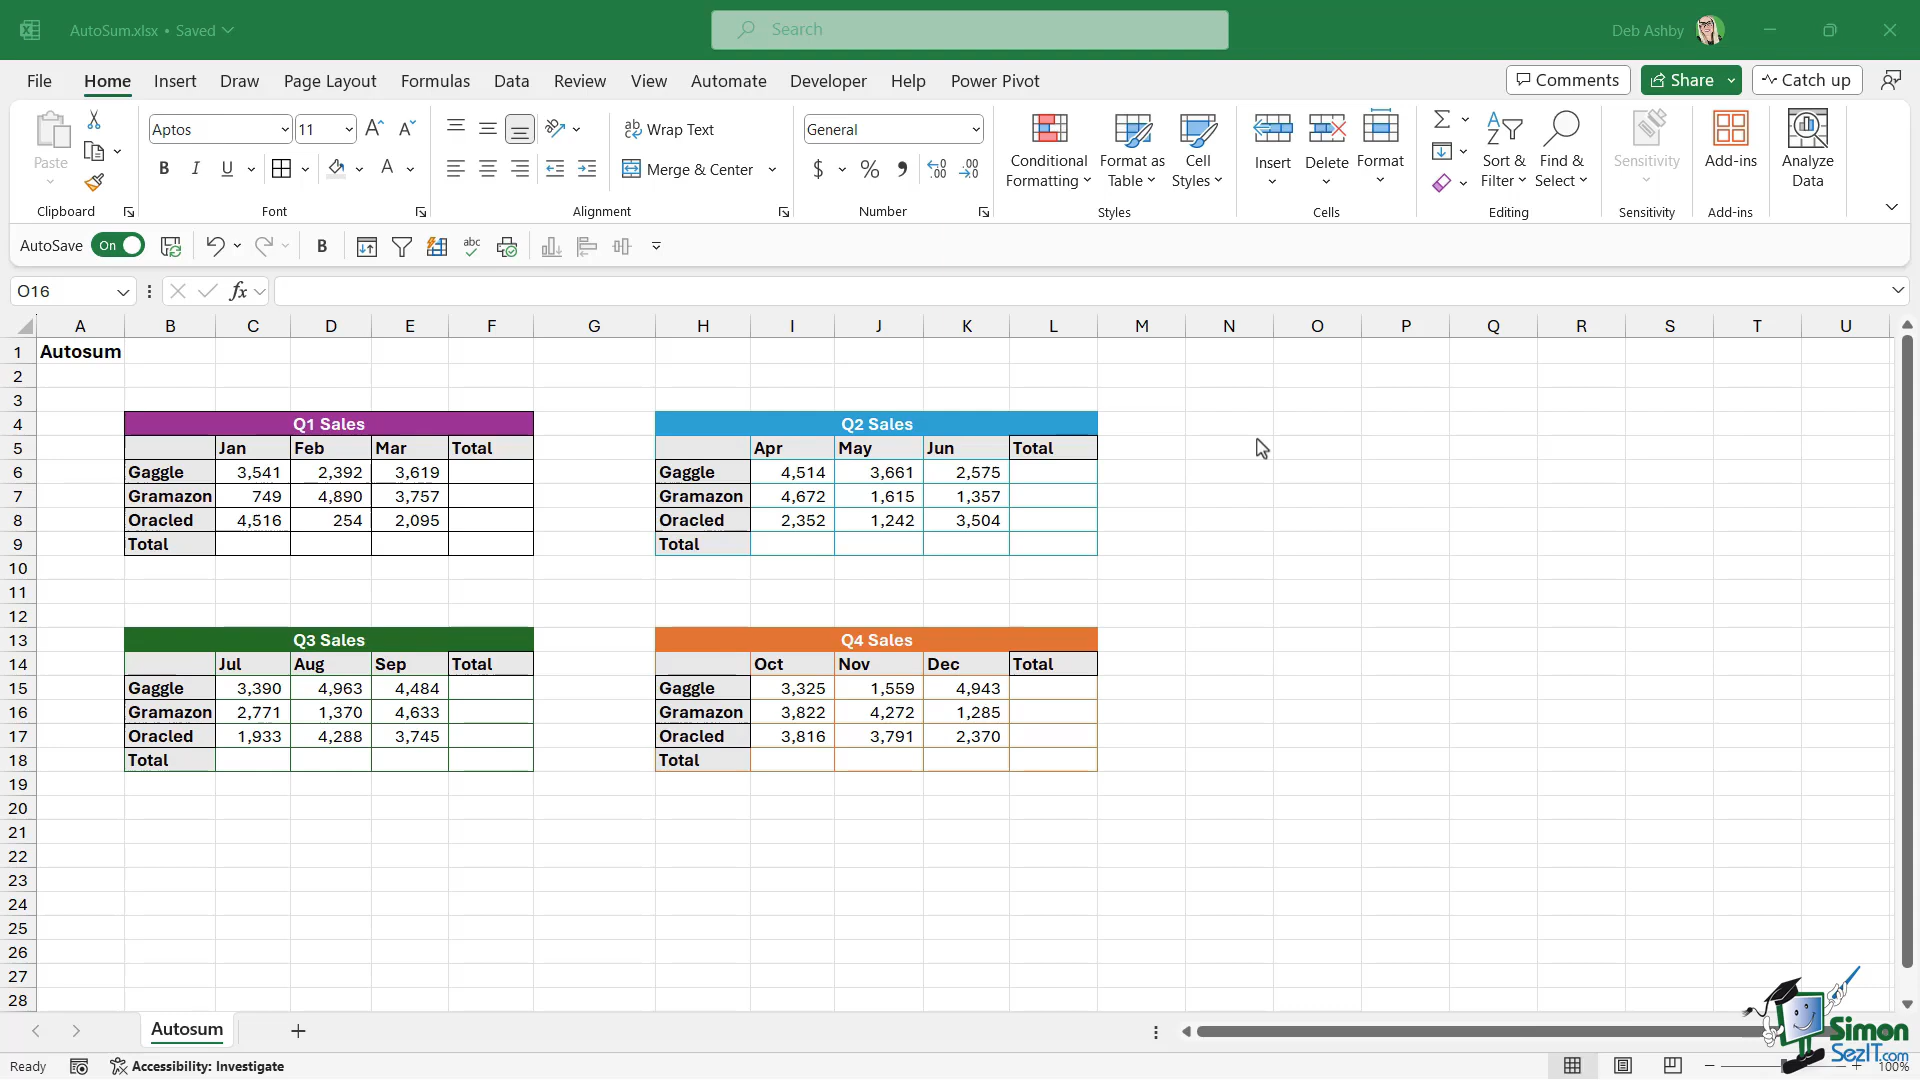 AutoSum.xlsx • Saved
Search
Deb Ashby
File Home Insert Draw Page Layout Formulas Data Review View Automate Developer Help Power Pivot
Comments Share Catch up
Paste
Clipboard
Aptos 11
B I U A
Font
Wrap Text
Merge & Center
Alignment
General
$ %
Number
Conditional Formatting
Format as Table
Cell Styles
Styles
Insert Delete Format
Cells
Sort & Filter
Find & Select
Editing
Sensitivity
Sensitivity
Add-ins
Add-ins
Analyze Data
AutoSave On B abc
O16 fx
A B C D E F G H I J K L M N O P Q R S T U
1 Autosum
2
3
4 Q1 Sales Q2 Sales
5 Jan Feb Mar Total Apr May Jun Total
6 Gaggle 3,541 2,392 3,619 Gaggle 4,514 3,661 2,575
7 Gramazon 749 4,890 3,757 Gramazon 4,672 1,615 1,357
8 Oracled 4,516 254 2,095 Oracled 2,352 1,242 3,504
9 Total Total
10
11
12
13 Q3 Sales Q4 Sales
14 Jul Aug Sep Total Oct Nov Dec Total
15 Gaggle 3,390 4,963 4,484 Gaggle 3,325 1,559 4,943
16 Gramazon 2,771 1,370 4,633 Gramazon 3,822 4,272 1,285
17 Oracled 1,933 4,288 3,745 Oracled 3,816 3,791 2,370
18 Total Total
19
20
21
22
23
24
25
26
27
28
Autosum
Simon
SezIT.com
Ready Accessibility: Investigate 100%